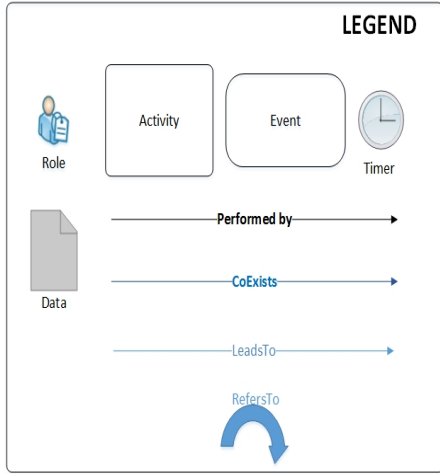 LEGEND
Activity
Event
Role
Timer
Performed by
Data
CoExists
LeadsTo
RefersTo